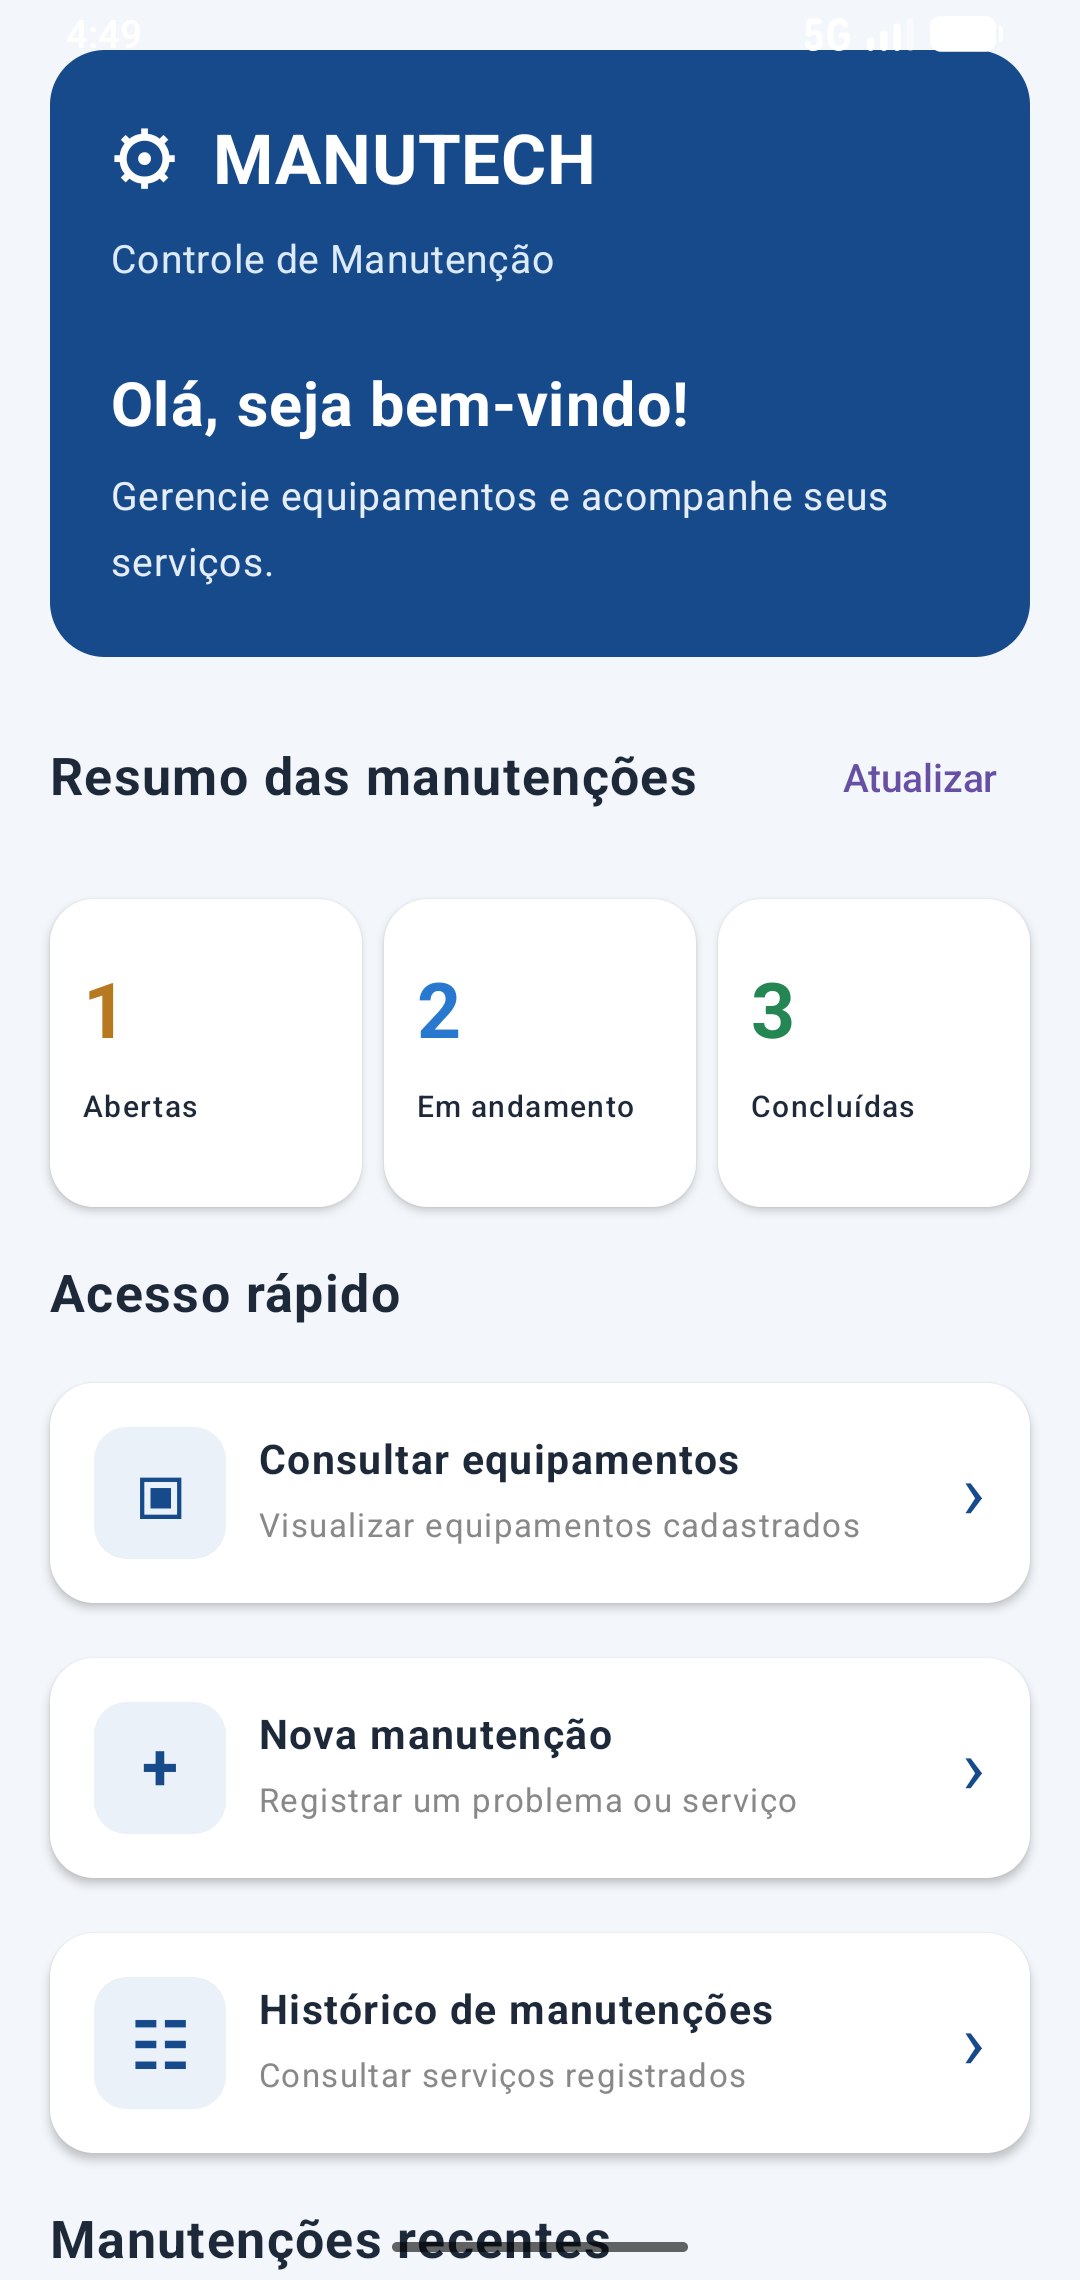 4:49 5G
MANUTECH
Controle de Manutenção
Olá, seja bem-vindo!
Gerencie equipamentos e acompanhe seus
serviços.
Resumo das manutenções Atualizar
1 2 3
Abertas Em andamento Concluídas
Acesso rápido
Consultar equipamentos
Visualizar equipamentos cadastrados
Nova manutenção
Registrar um problema ou serviço
Histórico de manutenções
Consultar serviços registrados
Manutenções recentes